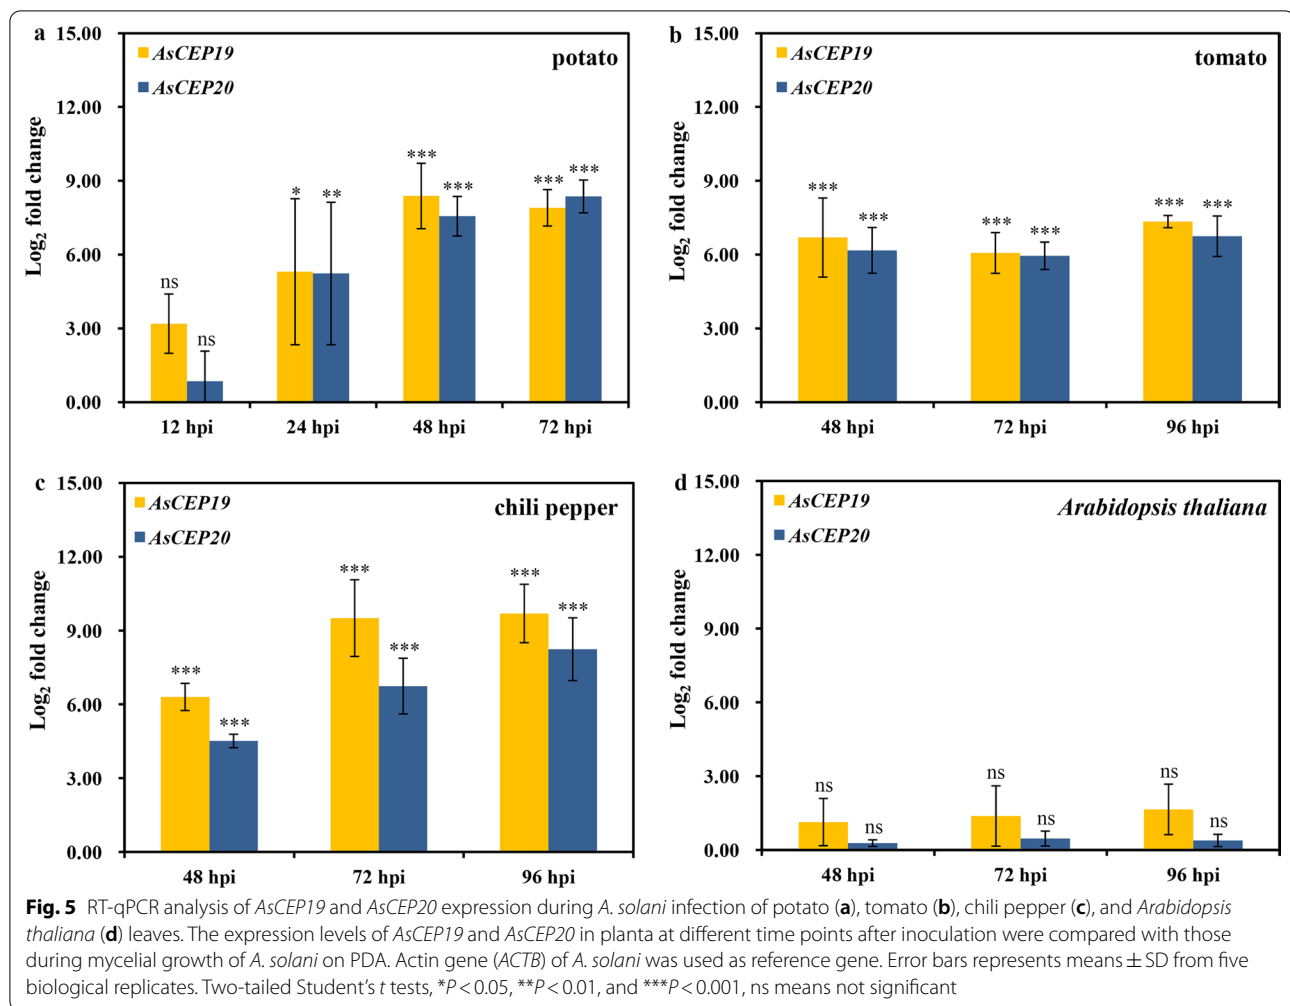 a
15.00
12.00
9.00
6.00
3.00
0.00
Log2 fold change
AsCEP19
AsCEP20
potato
ns
ns
*
**
***
***
***
***
12 hpi 24 hpi 48 hpi 72 hpi
b
15.00
12.00
9.00
6.00
3.00
0.00
Log2 fold change
AsCEP19
AsCEP20
tomato
***
***
***
***
***
***
48 hpi 72 hpi 96 hpi
c
15.00
12.00
9.00
6.00
3.00
0.00
Log2 fold change
AsCEP19
AsCEP20
chili pepper
***
***
***
***
***
***
48 hpi 72 hpi 96 hpi
d
15.00
12.00
9.00
6.00
3.00
0.00
Log2 fold change
AsCEP19
AsCEP20
Arabidopsis thaliana
ns
ns
ns
ns
ns
ns
48 hpi 72 hpi 96 hpi
Fig. 5 RT-qPCR analysis of AsCEP19 and AsCEP20 expression during A. solani infection of potato (a), tomato (b), chili pepper (c), and Arabidopsis
thaliana (d) leaves. The expression levels of AsCEP19 and AsCEP20 in planta at different time points after inoculation were compared with those
during mycelial growth of A. solani on PDA. Actin gene (ACTB) of A. solani was used as reference gene. Error bars represents means ± SD from five
biological replicates. Two-tailed Student's t tests, *P < 0.05, **P < 0.01, and ***P < 0.001, ns means not significant